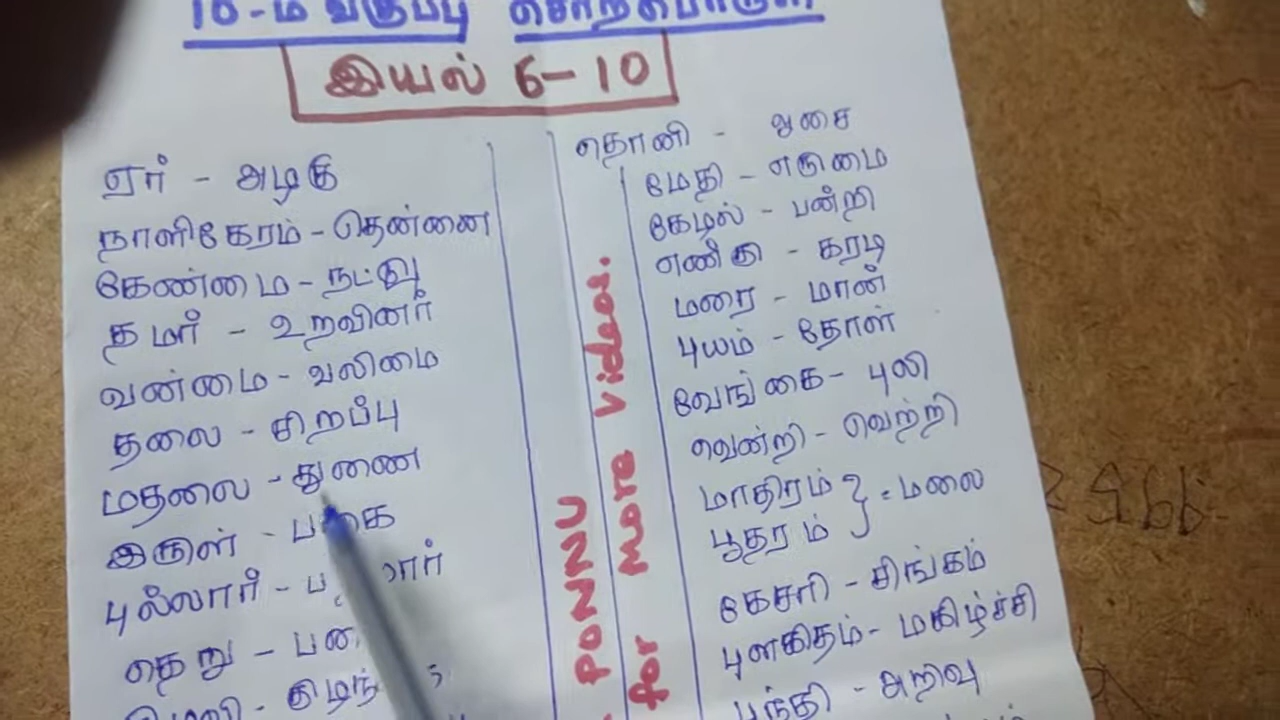 10-ம் வகுப்பு சொற்பொருள்
இயல் 6-10
ஏர் - அழகு
நாளிகேரம் - தென்னை
கேண்மை - நட்பு
தமர் - உறவினர்
வண்மை - வலிமை
தலை - சிறப்பு
மதலை - துணை
இருள் - பகை
புல்லார் -
தெறு - பகை
தொனி - ஓசை
மேதி - எருமை
கேழல் - பன்றி
எண்கு - கரடி
மரை - மான்
புயம் - தோள்
வேங்கை - புலி
வென்றி - வெற்றி
மாதிரம் } = மலை
பூதரம்
கேசரி - சிங்கம்
புளகிதம் - மகிழ்ச்சி
புந்தி - அறிவு
PONNU
for more videos.